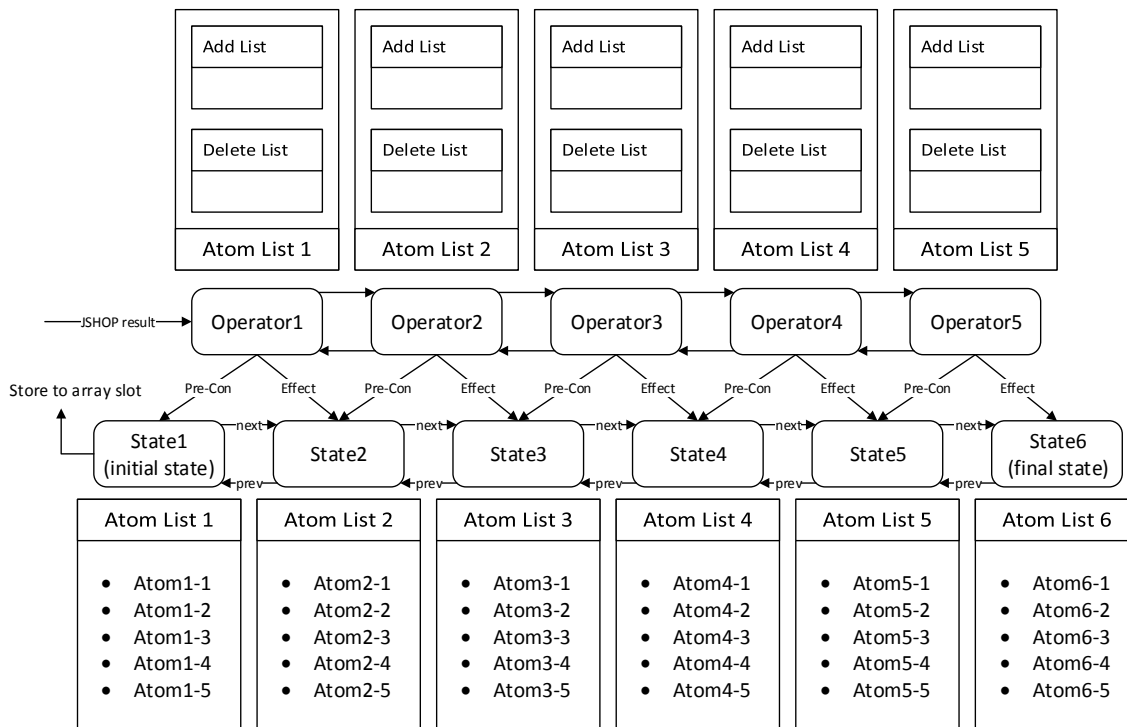 Add List Add List Add List Add List Add List
Delete List Delete List Delete List Delete List Delete List
Atom List 1 Atom List 2 Atom List 3 Atom List 4 Atom List 5
JSHOP result Operator1 Operator2 Operator3 Operator4 Operator5
Pre-Con Effect Pre-Con Effect Pre-Con Effect Pre-Con Effect Pre-Con Effect
Store to array slot
next next next next next
State1 State2 State3 State4 State5 State6
(initial state) (final state)
prev prev prev prev prev
Atom List 1 Atom List 2 Atom List 3 Atom List 4 Atom List 5 Atom List 6
• Atom1-1 • Atom2-1 • Atom3-1 • Atom4-1 • Atom5-1 • Atom6-1
• Atom1-2 • Atom2-2 • Atom3-2 • Atom4-2 • Atom5-2 • Atom6-2
• Atom1-3 • Atom2-3 • Atom3-3 • Atom4-3 • Atom5-3 • Atom6-3
• Atom1-4 • Atom2-4 • Atom3-4 • Atom4-4 • Atom5-4 • Atom6-4
• Atom1-5 • Atom2-5 • Atom3-5 • Atom4-5 • Atom5-5 • Atom6-5